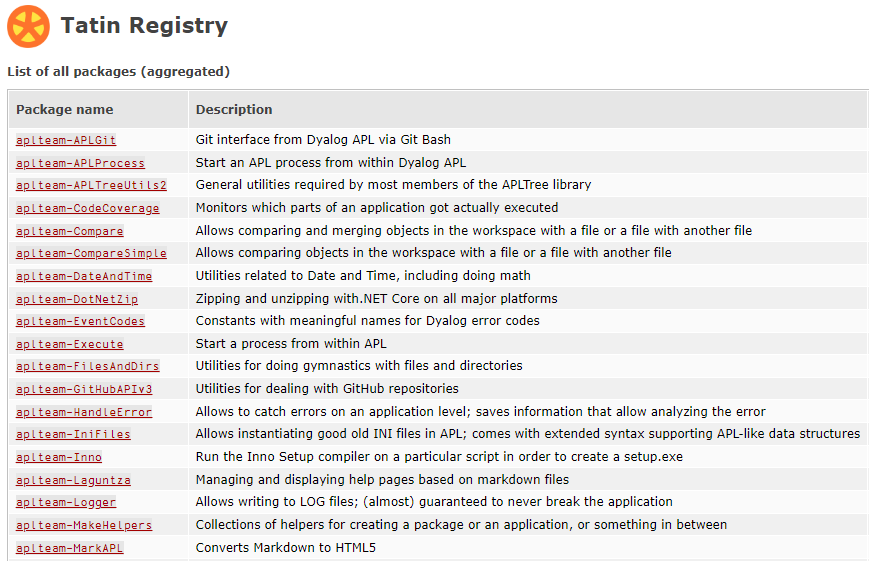 Tatin Registry
List of all packages (aggregated)
Package name Description
aplteam-APLGit Git interface from Dyalog APL via Git Bash
aplteam-APLProcess Start an APL process from within Dyalog APL
aplteam-APLTreeUtils2 General utilities required by most members of the APLTree library
aplteam-CodeCoverage Monitors which parts of an application got actually executed
aplteam-Compare Allows comparing and merging objects in the workspace with a file or a file with another file
aplteam-CompareSimple Allows comparing objects in the workspace with a file or a file with another file
aplteam-DateAndTime Utilities related to Date and Time, including doing math
aplteam-DotNetZip Zipping and unzipping with.NET Core on all major platforms
aplteam-EventCodes Constants with meaningful names for Dyalog error codes
aplteam-Execute Start a process from within APL
aplteam-FilesAndDirs Utilities for doing gymnastics with files and directories
aplteam-GitHubAPIv3 Utilities for dealing with GitHub repositories
aplteam-HandleError Allows to catch errors on an application level; saves information that allow analyzing the error
aplteam-IniFiles Allows instantiating good old INI files in APL; comes with extended syntax supporting APL-like data structures
aplteam-Inno Run the Inno Setup compiler on a particular script in order to create a setup.exe
aplteam-Laguntza Managing and displaying help pages based on markdown files
aplteam-Logger Allows writing to LOG files; (almost) guaranteed to never break the application
aplteam-MakeHelpers Collections of helpers for creating a package or an application, or something in between
aplteam-MarkAPL Converts Markdown to HTML5